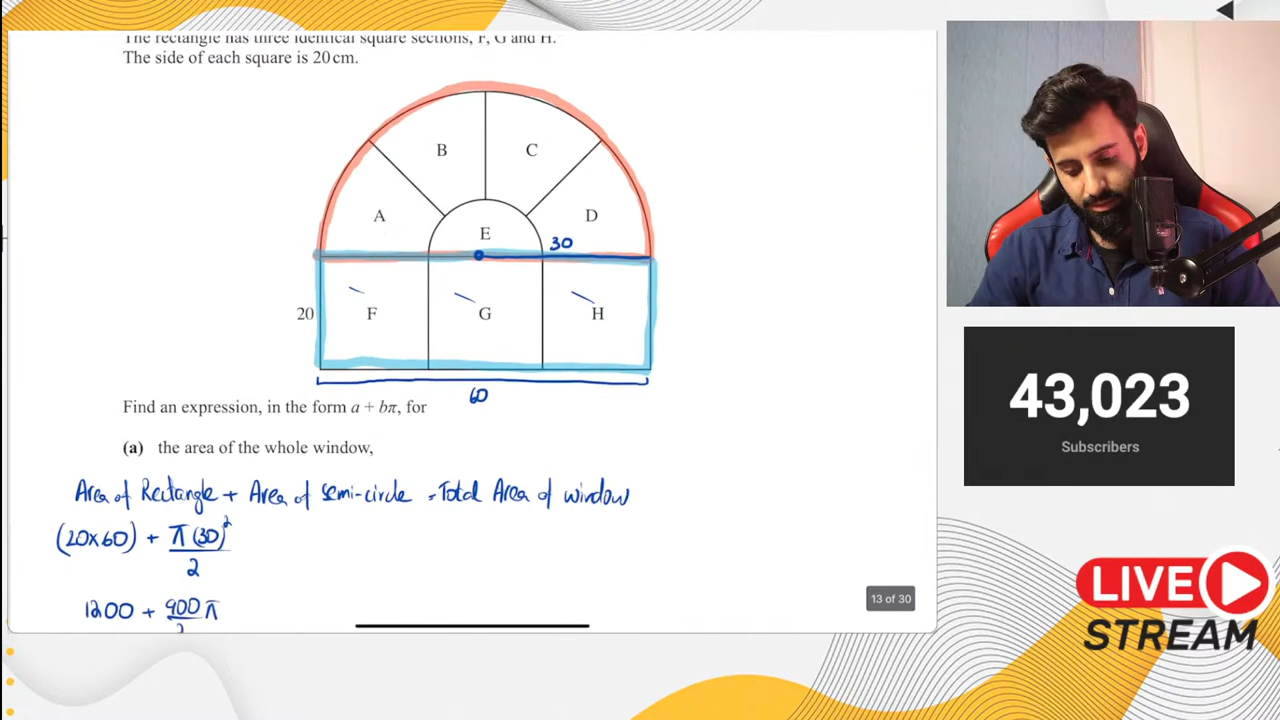 The rectangle has three identical square sections, F, G and H.
The side of each square is 20 cm.
B
C
A
D
E
30
20
F
G
H
60
Find an expression, in the form a + bπ, for
(a) the area of the whole window,
Area of Rectangle + Area of semi-circle = Total Area of window
(20×60) + π(30)²
2
1200 + 900π
2
13 of 30
43,023
Subscribers
LIVE
STREAM